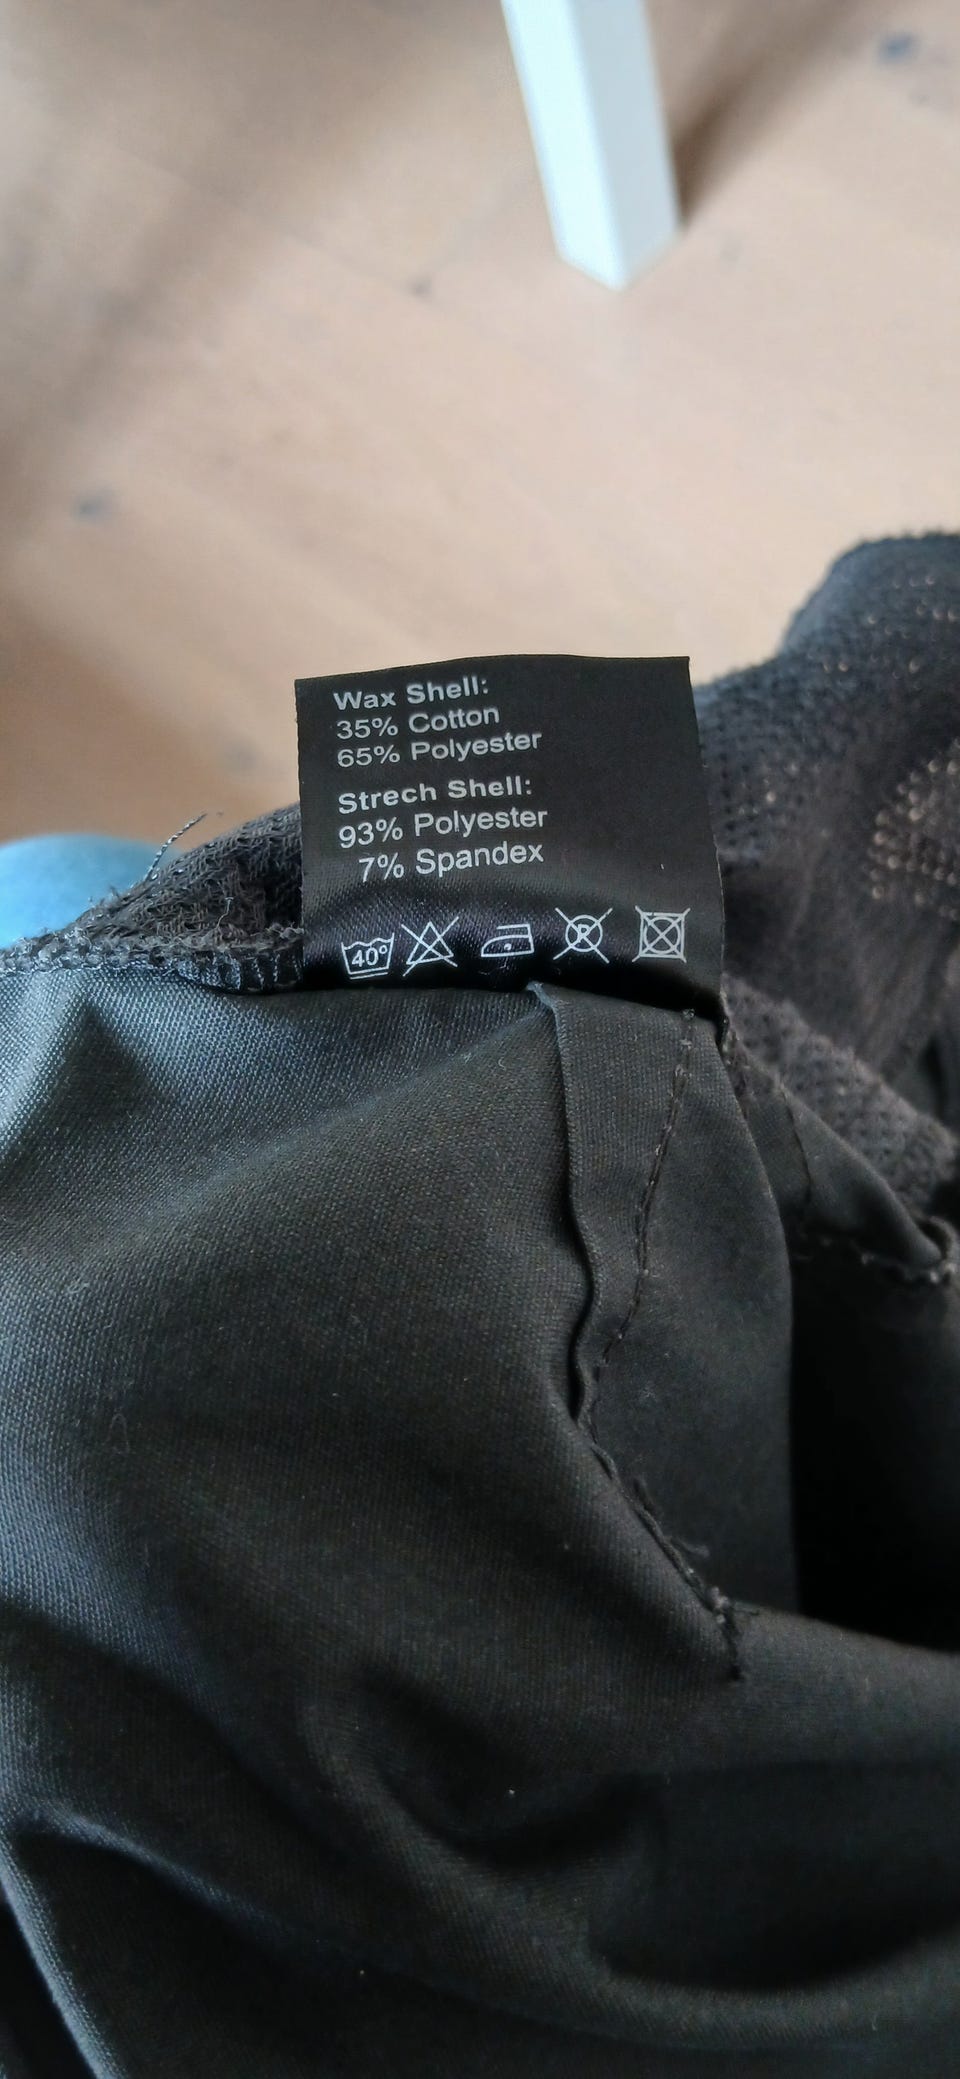 Wax Shell:
35% Cotton
65% Polyester
Strech Shell:
93% Polyester
7% Spandex
40° P